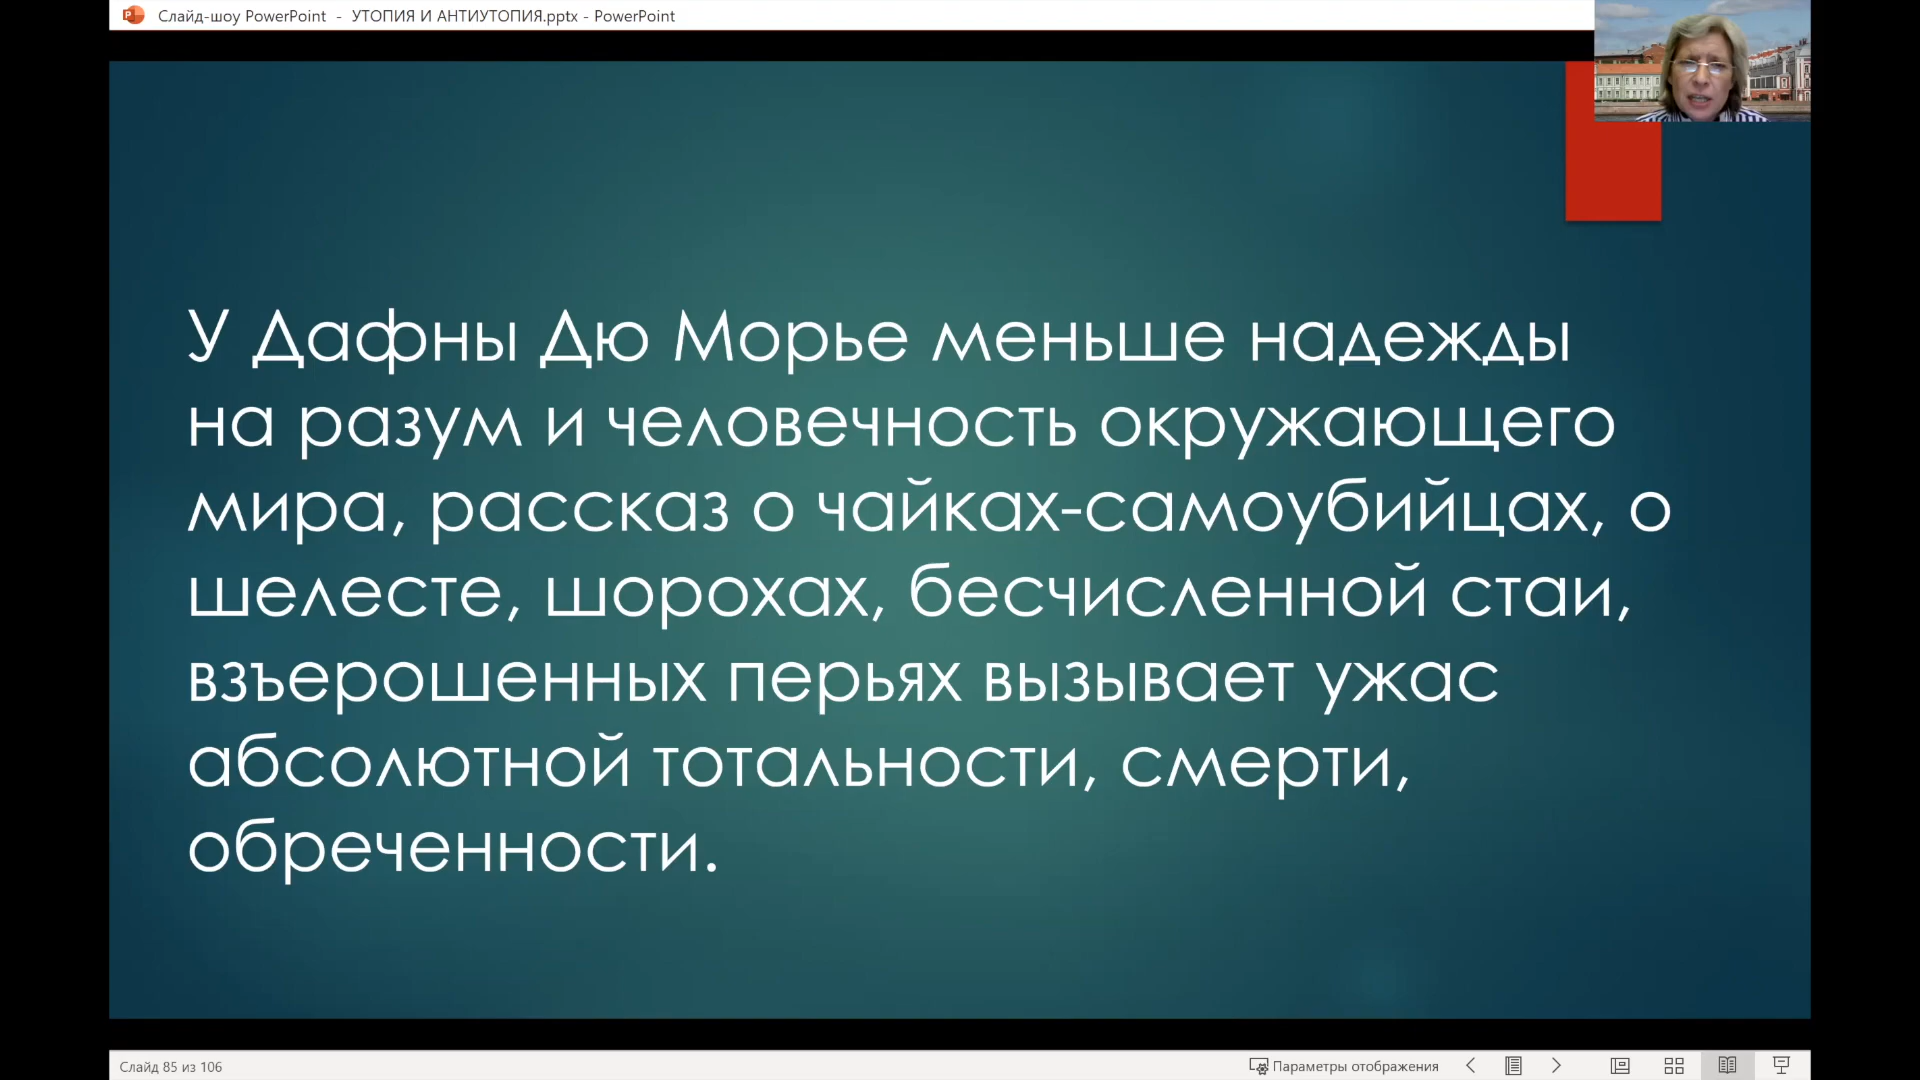 Слайд-шоу PowerPoint - УТОПИЯ И АНТИУТОПИЯ.pptx - PowerPoint
У Дафны Дю Морье меньше надежды
на разум и человечность окружающего
мира, рассказ о чайках-самоубийцах, о
шелесте, шорохах, бесчисленной стаи,
взъерошенных перьях вызывает ужас
абсолютной тотальности, смерти,
обреченности.
Слайд 85 из 106
Параметры отображения